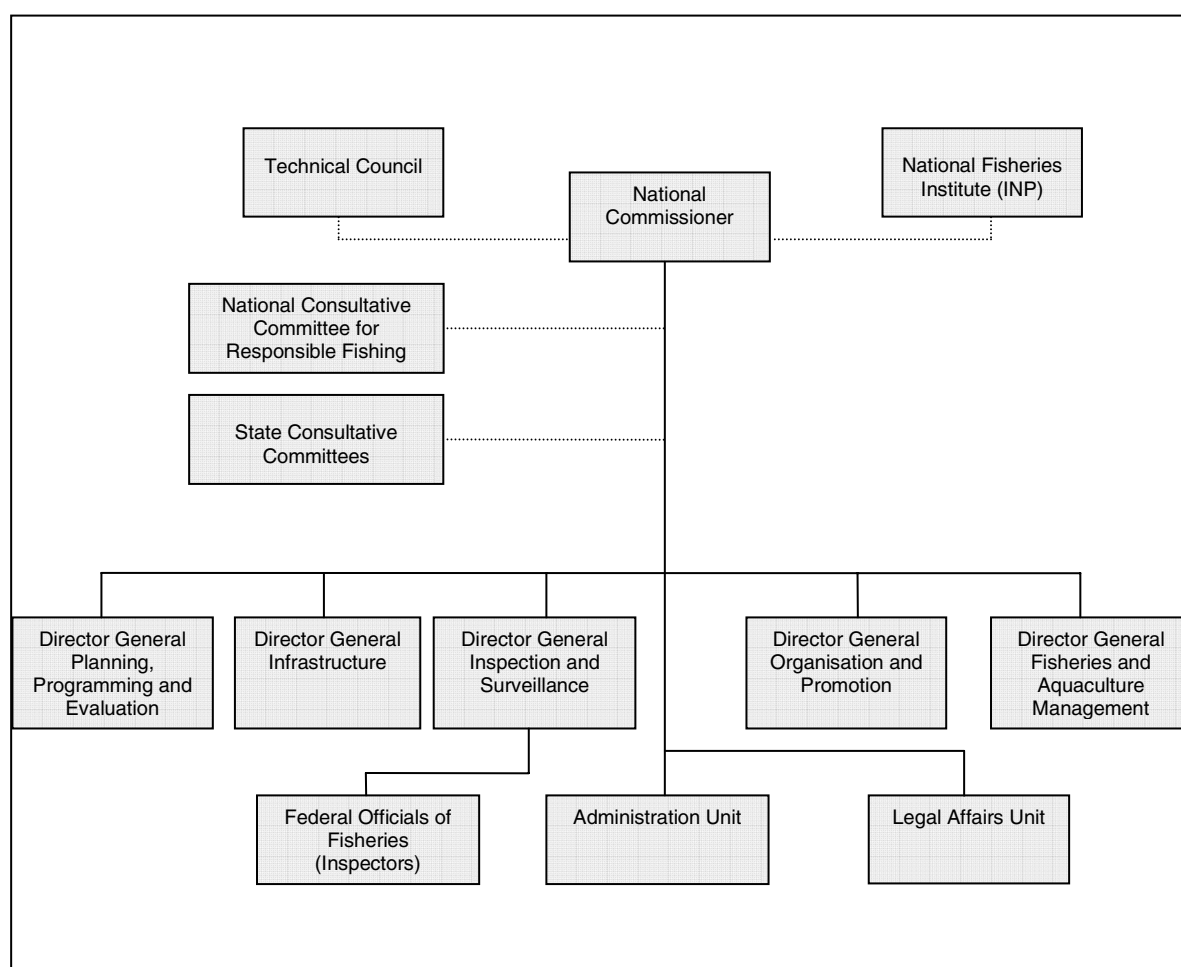 Technical Council
National Fisheries
Institute (INP)
National
Commissioner
National Consultative
Committee for
Responsible Fishing
State Consultative
Committees
Director General
Planning,
Programming and
Evaluation
Director General
Infrastructure
Director General
Inspection and
Surveillance
Director General
Organisation and
Promotion
Director General
Fisheries and
Aquaculture
Management
Federal Officials of
Fisheries
(Inspectors)
Administration Unit
Legal Affairs Unit